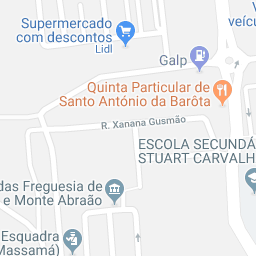 V
veícu
Supermercado
com descontos
Lidl
Galp
Quinta Particular de
Santo António da Barôta
R. Xanana Gusmão
ESCOLA SECUNDÁ
STUART CARVALH
das Freguesia de
e Monte Abraão
Esquadra
Massamá)